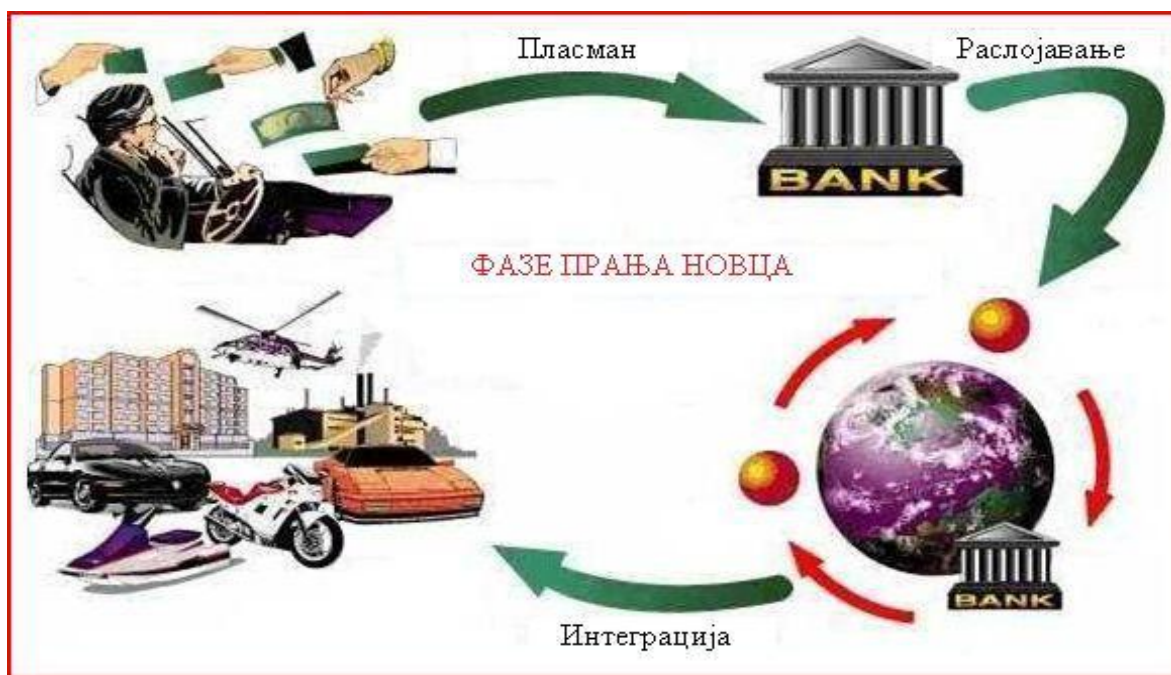 Пласман
Раслојавање
BANK
ФАЗЕ ПРАЊА НОВЦА
BANK
Интеграција